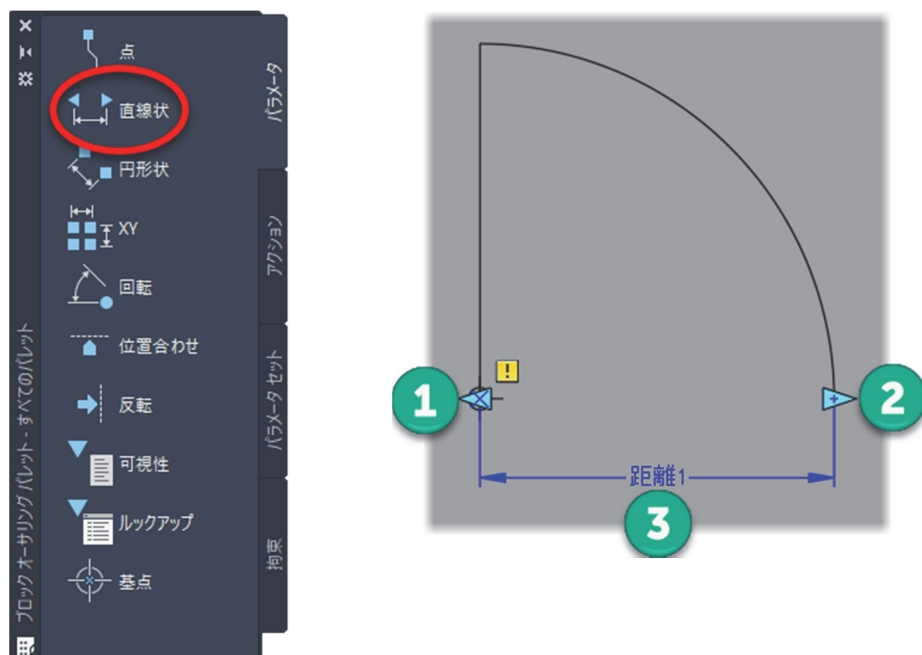 点
直線状
円形状
XY
回転
位置合わせ
反転
可視性
ルックアップ
基点
パラメータ
アクション
パラメータ セット
拘束
ブロック オーサリング パレット - すべてのパレット
!
1
2
距離1
3